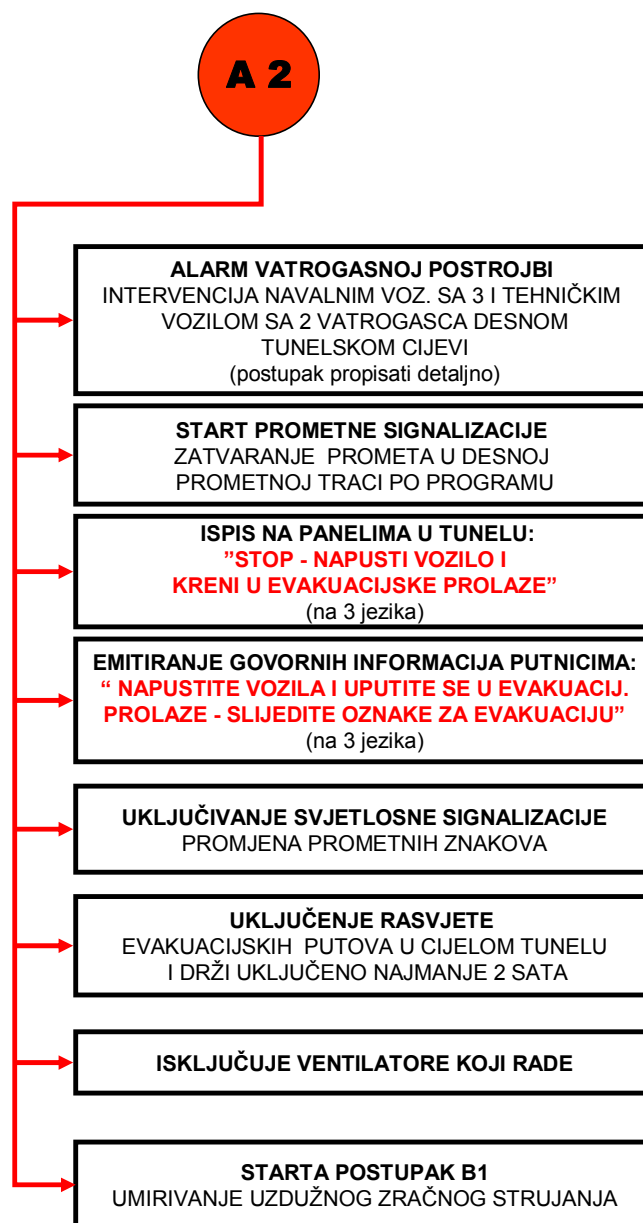 A 2
ALARM VATROGASNOJ POSTROJBI
INTERVENCIJA NAVALNIM VOZ. SA 3 I TEHNIČKIM
VOZILOM SA 2 VATROGASCA DESNOM
TUNELSKOM CIJEVI
(postupak propisati detaljno)
START PROMETNE SIGNALIZACIJE
ZATVARANJE PROMETA U DESNOJ
PROMETNOJ TRACI PO PROGRAMU
ISPIS NA PANELIMA U TUNELU:
”STOP - NAPUSTI VOZILO I
KRENI U EVAKUACIJSKE PROLAZE”
(na 3 jezika)
EMITIRANJE GOVORNIH INFORMACIJA PUTNICIMA:
“ NAPUSTITE VOZILA I UPUTITE SE U EVAKUACIJ.
PROLAZE - SLIJEDITE OZNAKE ZA EVAKUACIJU”
(na 3 jezika)
UKLJUČIVANJE SVJETLOSNE SIGNALIZACIJE
PROMJENA PROMETNIH ZNAKOVA
UKLJUČENJE RASVJETE
EVAKUACIJSKIH PUTOVA U CIJELOM TUNELU
I DRŽI UKLJUČENO NAJMANJE 2 SATA
ISKLJUČUJE VENTILATORE KOJI RADE
STARTA POSTUPAK B1
UMIRIVANJE UZDUŽNOG ZRAČNOG STRUJANJA